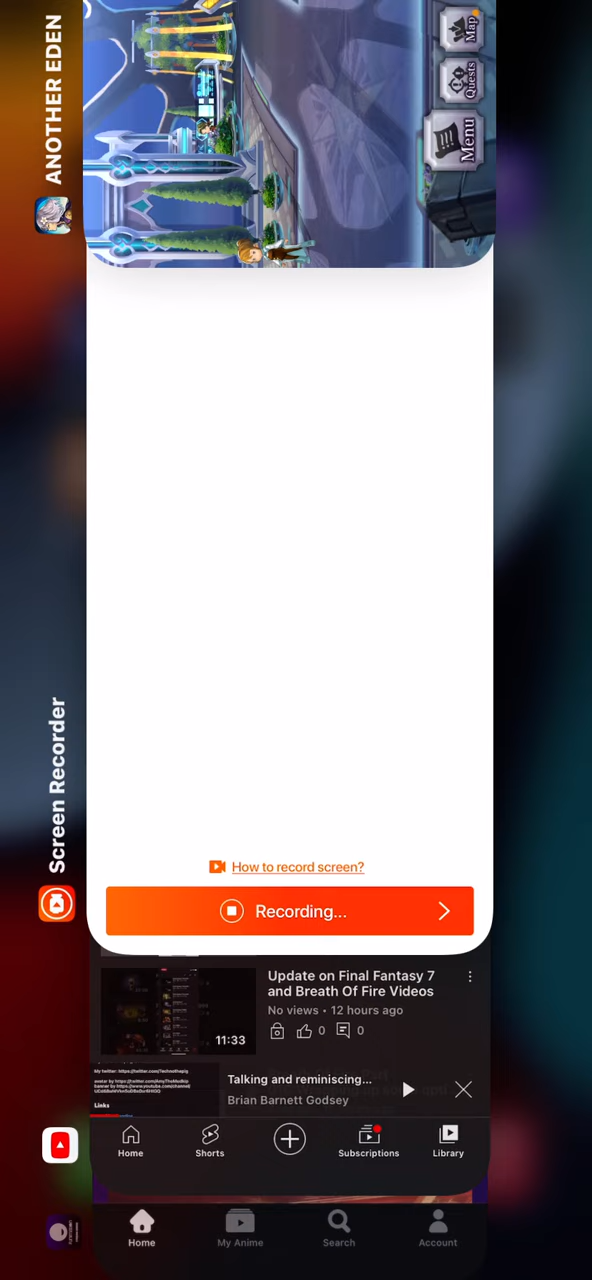 ANOTHER EDEN
Map
Quests
Menu
Screen Recorder
How to record screen?
Recording...
Update on Final Fantasy 7
and Breath Of Fire Videos
No views • 12 hours ago
0
0
11:33
Links
Talking and reminiscing...
Brian Barnett Godsey
Home
Shorts
Subscriptions
Library
Home
My Anime
Search
Account